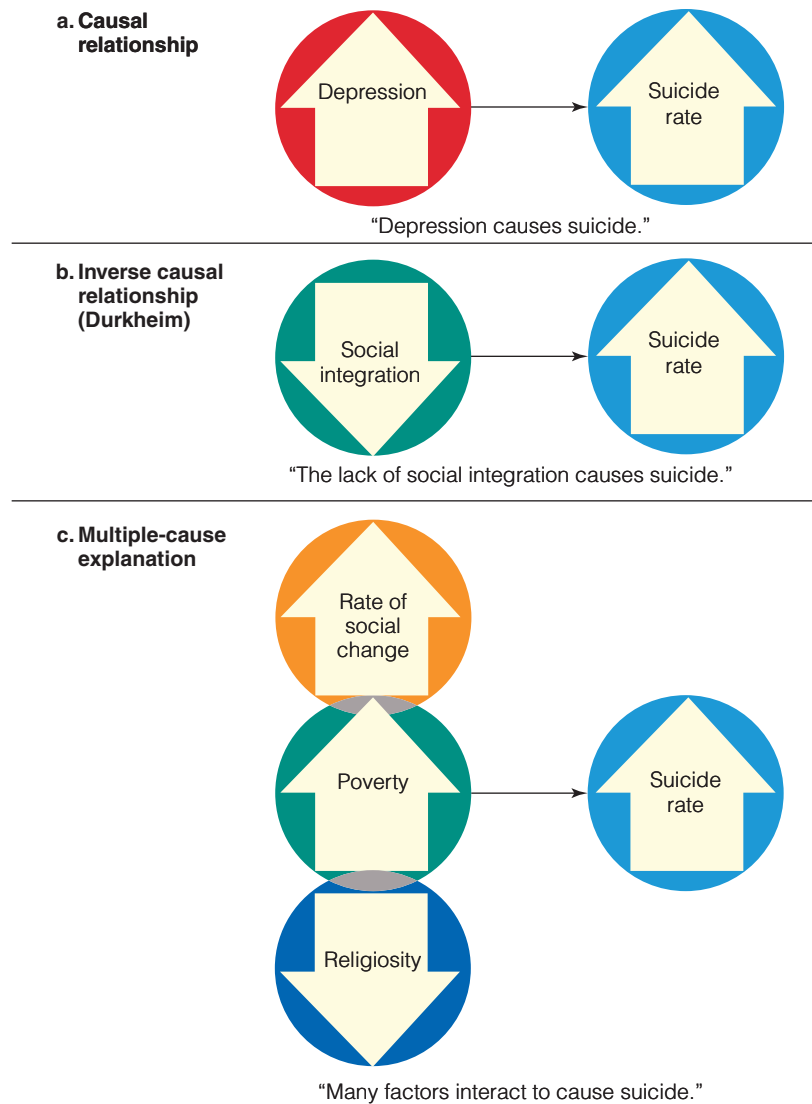 a. Causal
relationship
Depression
Suicide
rate
“Depression causes suicide.”
b. Inverse causal
relationship
(Durkheim)
Social
integration
Suicide
rate
“The lack of social integration causes suicide.”
c. Multiple-cause
explanation
Rate of
social
change
Poverty
Suicide
rate
Religiosity
“Many factors interact to cause suicide.”